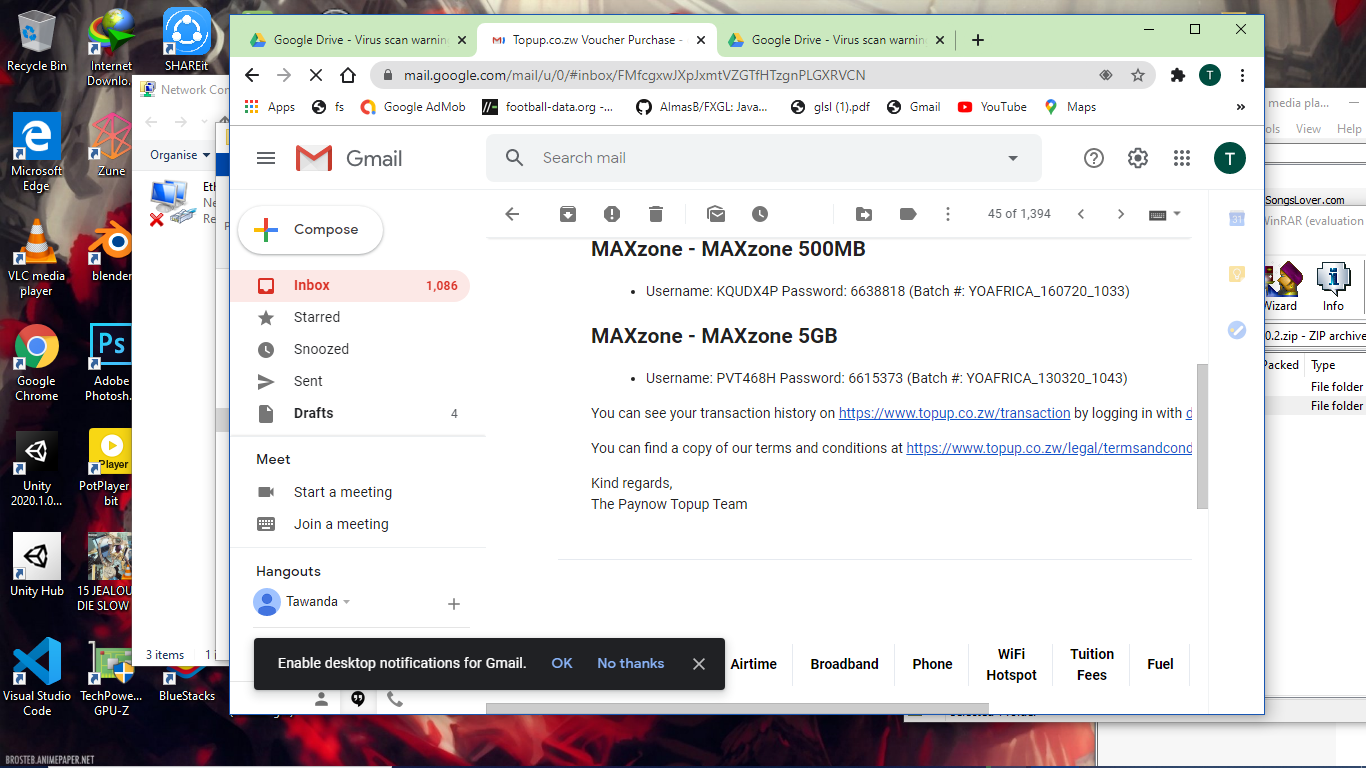 Recycle Bin
Internet
Downlo...
SHAREit
Microsoft
Edge
Zune
VLC media
player
blender
Google
Chrome
Adobe
Photosh...
Unity
2020.1.0...
Player
PotPlayer
bit
Unity Hub
15 JEALOU
DIE SLOW
Visual Studio
Code
TechPowe...
GPU-Z
BlueStacks
BROSTEB.ANIMEPAPER.NET
Network Con
Organise
3 items
Google Drive - Virus scan warnin
Topup.co.zw Voucher Purchase -
Google Drive - Virus scan warnin
mail.google.com/mail/u/0/#inbox/FMfcgxwJXpJxmtVZGTfHTzgnPLGXRVCN
T
Apps
fs
Google AdMob
football-data.org -...
AlmasB/FXGL: Java...
glsl (1).pdf
Gmail
YouTube
Maps
»
Gmail
Search mail
T
Compose
45 of 1,394
Inbox 1,086
Starred
Snoozed
Sent
Drafts 4
Meet
Start a meeting
Join a meeting
Hangouts
Tawanda
MAXzone - MAXzone 500MB
Username: KQUDX4P Password: 6638818 (Batch #: YOAFRICA_160720_1033)
MAXzone - MAXzone 5GB
Username: PVT468H Password: 6615373 (Batch #: YOAFRICA_130320_1043)
You can see your transaction history on https://www.topup.co.zw/transaction by logging in with
You can find a copy of our terms and conditions at https://www.topup.co.zw/legal/termsandcond
Kind regards,
The Paynow Topup Team
Enable desktop notifications for Gmail. OK No thanks
Airtime
Broadband
Phone
WiFi
Hotspot
Tuition
Fees
Fuel
31
media pla...
ols View Help
SongsLover.com
WinRAR (evaluation
Wizard
Info
0.2.zip - ZIP archive
Packed Type
File folder
File folder